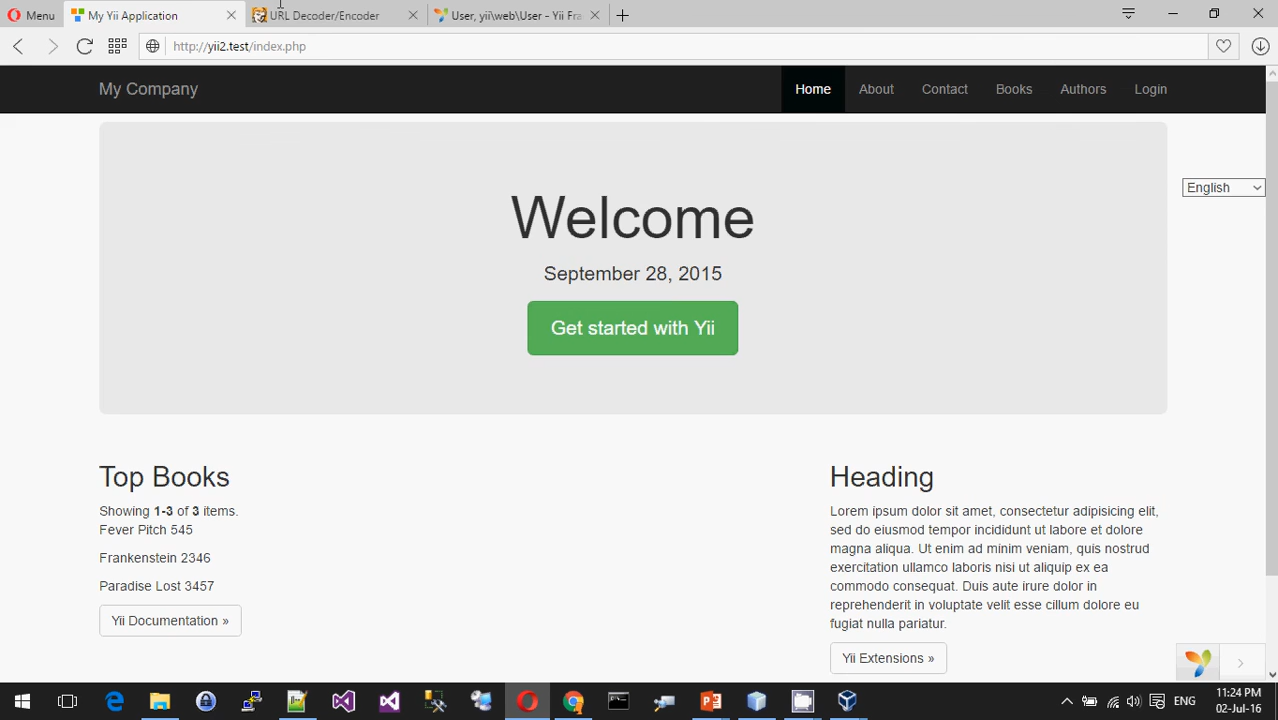 Menu
My Yii Application
URL Decoder/Encoder
User, yii\web\User - Yii Fra
http://yii2.test/index.php
My Company
Home
About
Contact
Books
Authors
Login
English
Welcome
September 28, 2015
Get started with Yii
Top Books
Showing 1-3 of 3 items.
Fever Pitch 545
Frankenstein 2346
Paradise Lost 3457
Yii Documentation »
Heading
Lorem ipsum dolor sit amet, consectetur adipisicing elit,
sed do eiusmod tempor incididunt ut labore et dolore
magna aliqua. Ut enim ad minim veniam, quis nostrud
exercitation ullamco laboris nisi ut aliquip ex ea
commodo consequat. Duis aute irure dolor in
reprehenderit in voluptate velit esse cillum dolore eu
fugiat nulla pariatur.
Yii Extensions »
ENG
11:24 PM
02-Jul-16